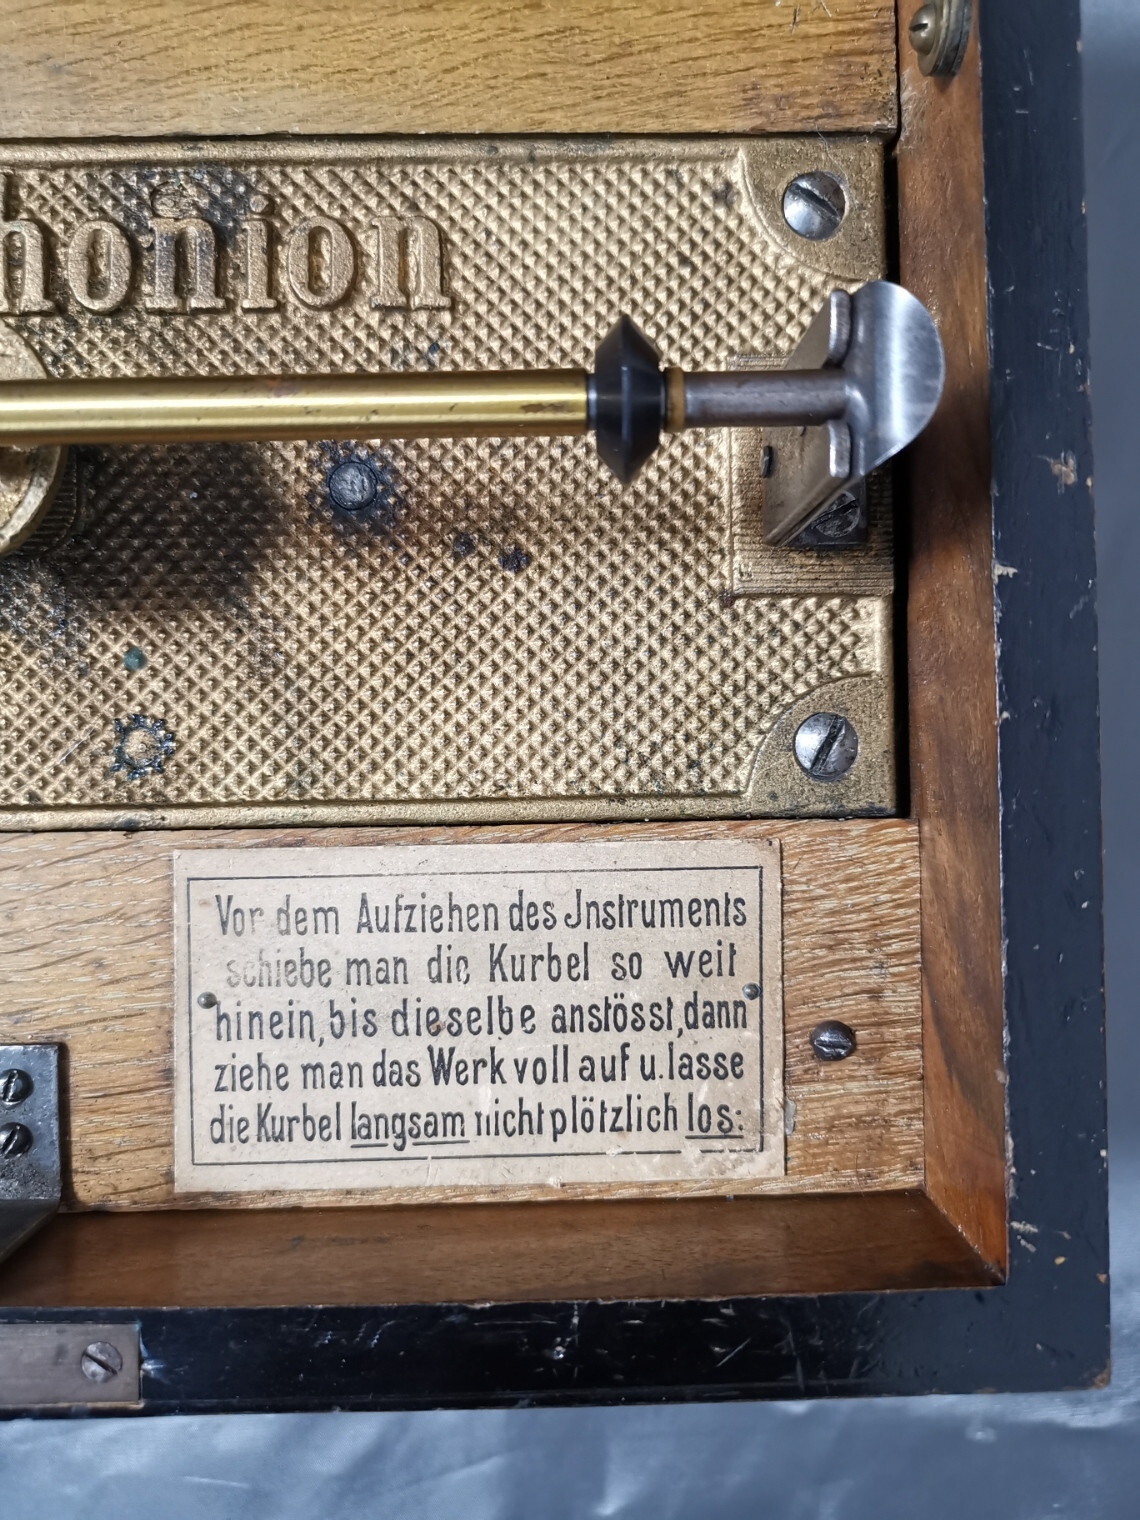 honion
Vor dem Aufziehen des Jnstruments
schiebe man die Kurbel so weit
hinein, bis dieselbe anstösst, dann
ziehe man das Werk voll auf u. lasse
die Kurbel langsam nicht plötzlich los: